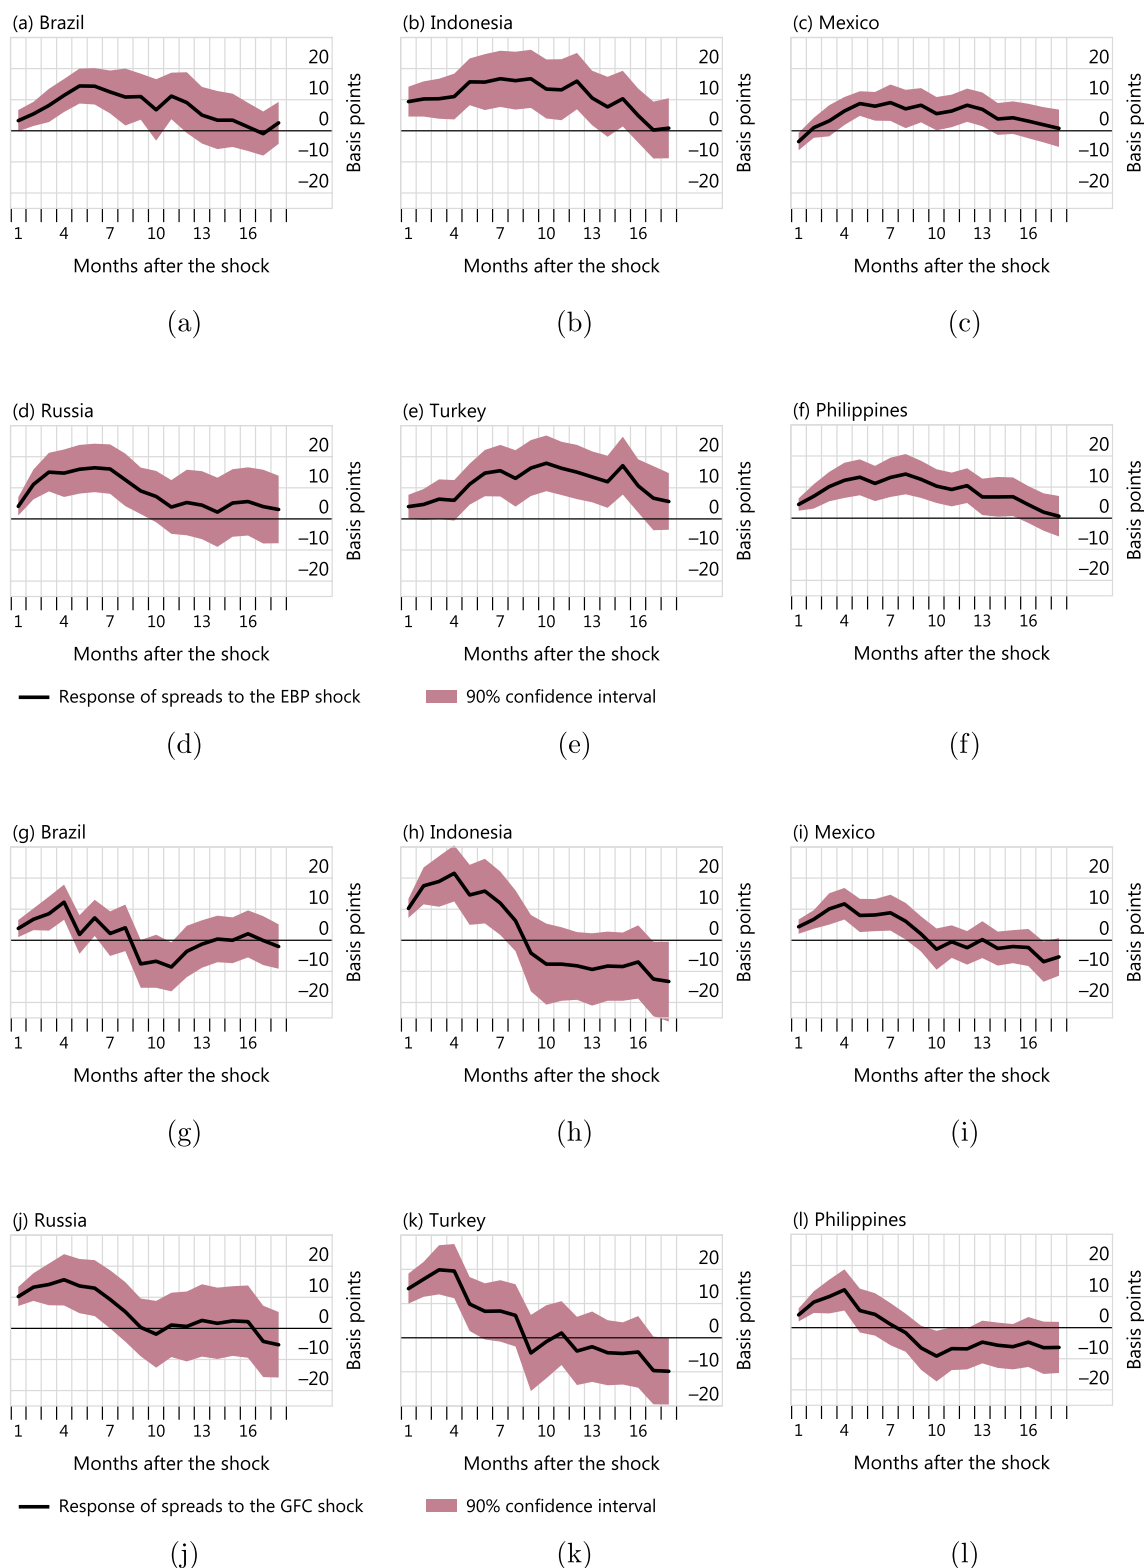 (a) Brazil
20
10
0
–10
–20
Basis points
1 4 7 10 13 16
Months after the shock
(a)
(b) Indonesia
20
10
0
–10
–20
Basis points
1 4 7 10 13 16
Months after the shock
(b)
(c) Mexico
20
10
0
–10
–20
Basis points
1 4 7 10 13 16
Months after the shock
(c)
(d) Russia
20
10
0
–10
–20
Basis points
1 4 7 10 13 16
Months after the shock
(e) Turkey
20
10
0
–10
–20
Basis points
1 4 7 10 13 16
Months after the shock
(f) Philippines
20
10
0
–10
–20
Basis points
1 4 7 10 13 16
Months after the shock
Response of spreads to the EBP shock
90% confidence interval
(d)
(e)
(f)
(g) Brazil
20
10
0
–10
–20
Basis points
1 4 7 10 13 16
Months after the shock
(g)
(h) Indonesia
20
10
0
–10
–20
Basis points
1 4 7 10 13 16
Months after the shock
(h)
(i) Mexico
20
10
0
–10
–20
Basis points
1 4 7 10 13 16
Months after the shock
(i)
(j) Russia
20
10
0
–10
–20
Basis points
1 4 7 10 13 16
Months after the shock
(k) Turkey
20
10
0
–10
–20
Basis points
1 4 7 10 13 16
Months after the shock
(l) Philippines
20
10
0
–10
–20
Basis points
1 4 7 10 13 16
Months after the shock
Response of spreads to the GFC shock
90% confidence interval
(j)
(k)
(l)